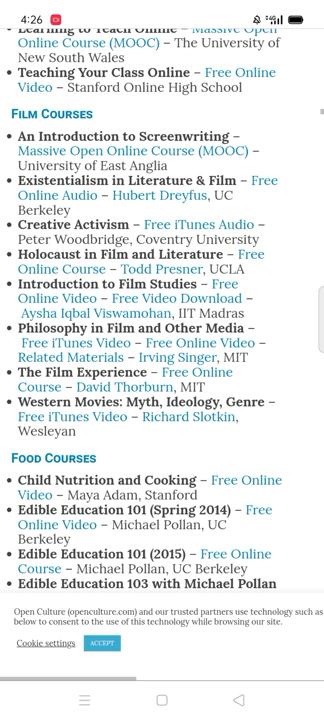 4:26
Learning to Teach Online – Massive Open
Online Course (MOOC) – The University of
New South Wales
• Teaching Your Class Online – Free Online
Video – Stanford Online High School
FILM COURSES
• An Introduction to Screenwriting –
Massive Open Online Course (MOOC) –
University of East Anglia
• Existentialism in Literature & Film – Free
Online Audio – Hubert Dreyfus, UC
Berkeley
• Creative Activism – Free iTunes Audio –
Peter Woodbridge, Coventry University
• Holocaust in Film and Literature – Free
Online Course – Todd Presner, UCLA
• Introduction to Film Studies – Free
Online Video – Free Video Download –
Aysha Iqbal Viswamohan, IIT Madras
• Philosophy in Film and Other Media –
Free iTunes Video – Free Online Video –
Related Materials – Irving Singer, MIT
• The Film Experience – Free Online
Course – David Thorburn, MIT
• Western Movies: Myth, Ideology, Genre –
Free iTunes Video – Richard Slotkin,
Wesleyan
FOOD COURSES
• Child Nutrition and Cooking – Free Online
Video – Maya Adam, Stanford
• Edible Education 101 (Spring 2014) – Free
Online Video – Michael Pollan, UC
Berkeley
• Edible Education 101 (2015) – Free Online
Course – Michael Pollan, UC Berkeley
• Edible Education 103 with Michael Pollan
Open Culture (openculture.com) and our trusted partners use technology such as
below to consent to the use of this technology while browsing our site.
Cookie settings
ACCEPT